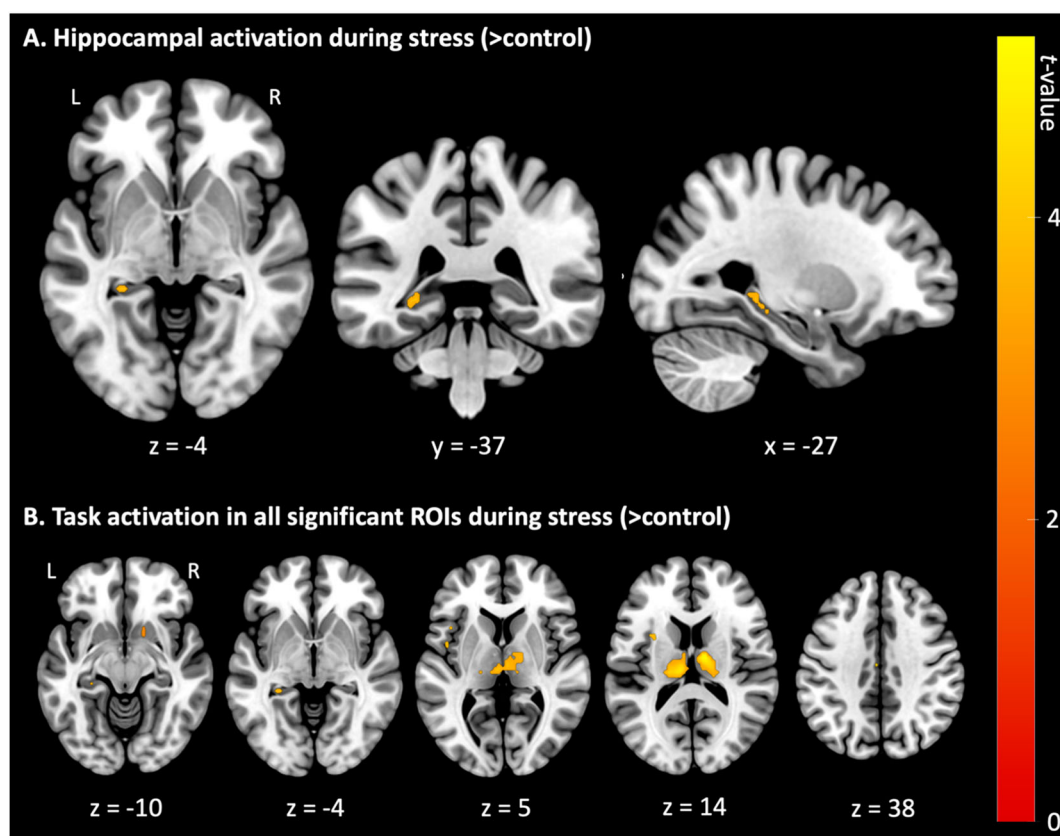 A. Hippocampal activation during stress (>control)
L
R
z = -4
y = -37
x = -27
B. Task activation in all significant ROIs during stress (>control)
L
R
z = -10
z = -4
z = 5
z = 14
z = 38
t-value
4
2
0